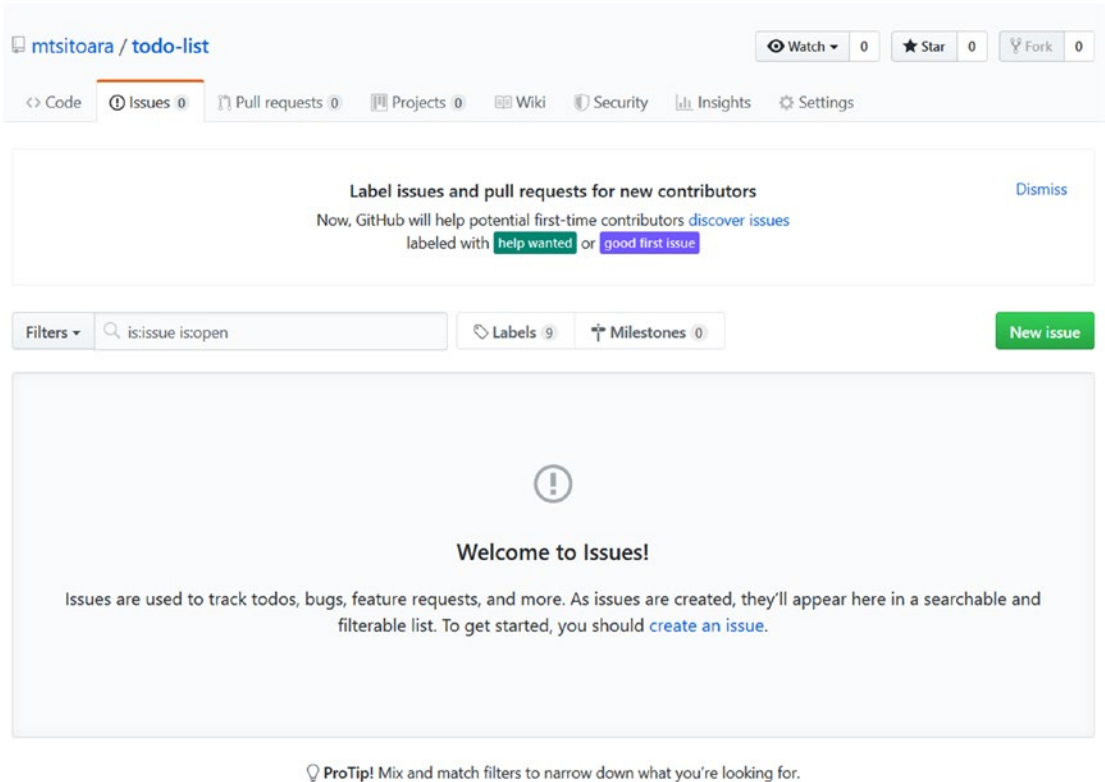 mtsitoara / todo-list
Watch 0 Star 0 Fork 0
Code Issues 0 Pull requests 0 Projects 0 Wiki Security Insights Settings
Label issues and pull requests for new contributors
Dismiss
Now, GitHub will help potential first-time contributors discover issues
labeled with help wanted or good first issue
Filters is:issue is:open Labels 9 Milestones 0 New issue
Welcome to Issues!
Issues are used to track todos, bugs, feature requests, and more. As issues are created, they'll appear here in a searchable and
filterable list. To get started, you should create an issue.
ProTip! Mix and match filters to narrow down what you're looking for.